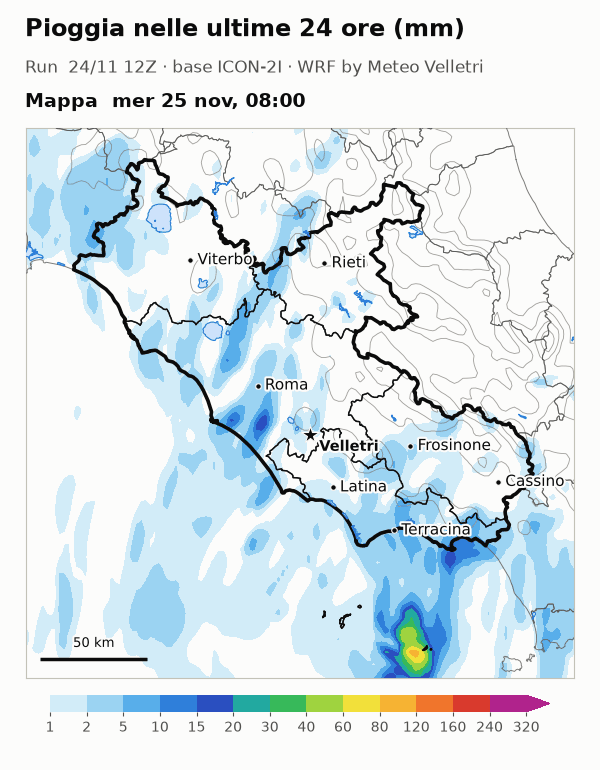 Pioggia nelle ultime 24 ore (mm)
Run 24/11 12Z · base ICON-2I · WRF by Meteo Velletri
Mappa mer 25 nov, 08:00
Viterbo
Rieti
Roma
Velletri
Frosinone
Cassino
Latina
Terracina
50 km
1 2 5 10 15 20 30 40 60 80 120 160 240 320